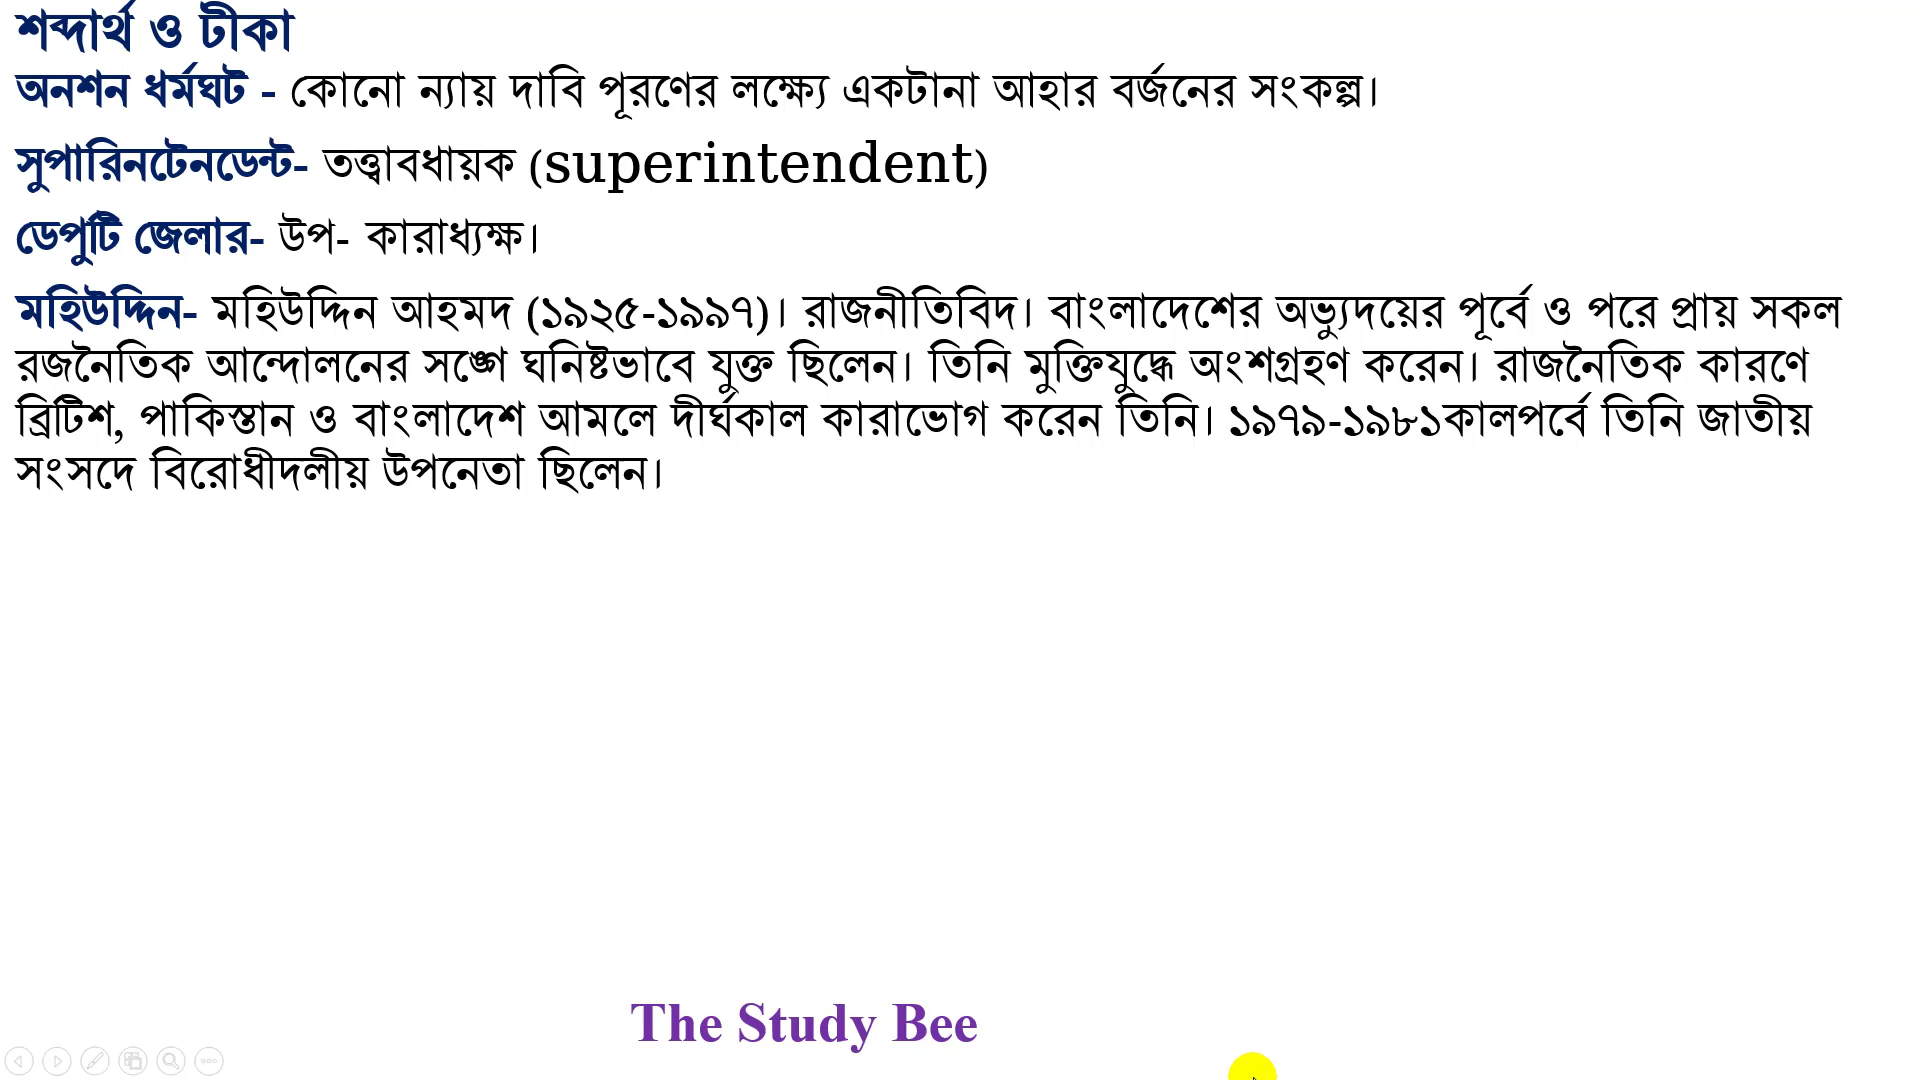 শব্দার্থ ও টীকা
অনশন ধর্মঘট - কোনো ন্যায় দাবি পূরণের লক্ষ্যে একটানা আহার বর্জনের সংকল্প।
সুপারিনটেনডেন্ট- তত্ত্বাবধায়ক (superintendent)
ডেপুটি জেলার- উপ- কারাধ্যক্ষ।
মহিউদ্দিন- মহিউদ্দিন আহমদ (১৯২৫-১৯৯৭)। রাজনীতিবিদ। বাংলাদেশের অভ্যুদয়ের পূর্বে ও পরে প্রায় সকল
রজনৈতিক আন্দোলনের সঙ্গে ঘনিষ্টভাবে যুক্ত ছিলেন। তিনি মুক্তিযুদ্ধে অংশগ্রহণ করেন। রাজনৈতিক কারণে
ব্রিটিশ, পাকিস্তান ও বাংলাদেশ আমলে দীর্ঘকাল কারাভোগ করেন তিনি। ১৯৭৯-১৯৮১কালপর্বে তিনি জাতীয়
সংসদে বিরোধীদলীয় উপনেতা ছিলেন।
The Study Bee